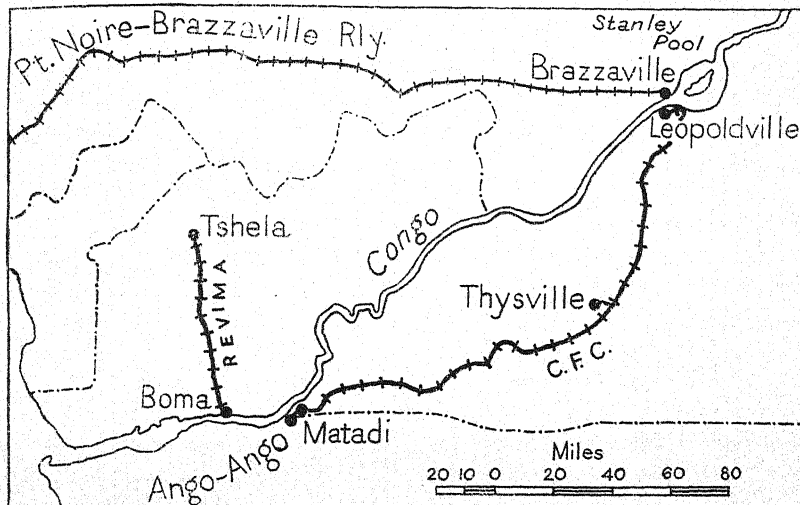 Pt. Noire-Brazzaville Rly.
Stanley
Pool
Brazzaville
Léopoldville
Tshela
REVIMA
Congo
Thysville
C.F.C.
Boma
Matadi
Ango-Ango
Miles
20 10 0 20 40 60 80